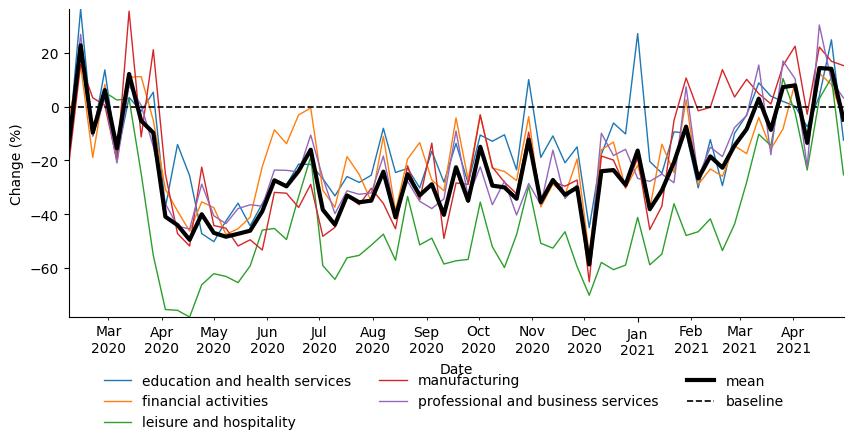 Change (%)
20
0
−20
−40
−60
Mar Apr May Jun Jul Aug Sep Oct Nov Dec Jan Feb Mar Apr
2020 2020 2020 2020 2020 2020 2020 2020 2020 2020 2021 2021 2021 2021
Date
education and health services manufacturing mean
financial activities professional and business services baseline
leisure and hospitality